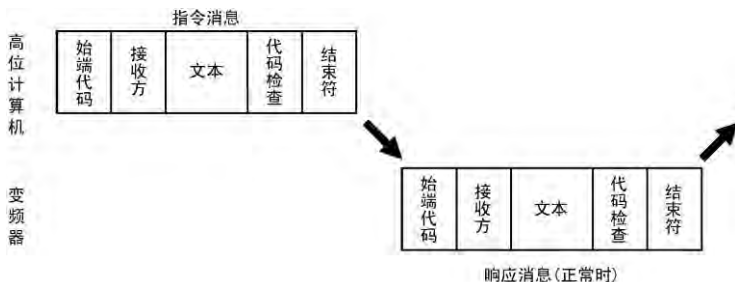 指令消息
高位计算机
始端代码
接收方
文本
代码检查
结束符
变频器
始端代码
接收方
文本
代码检查
结束符
响应消息(正常时)